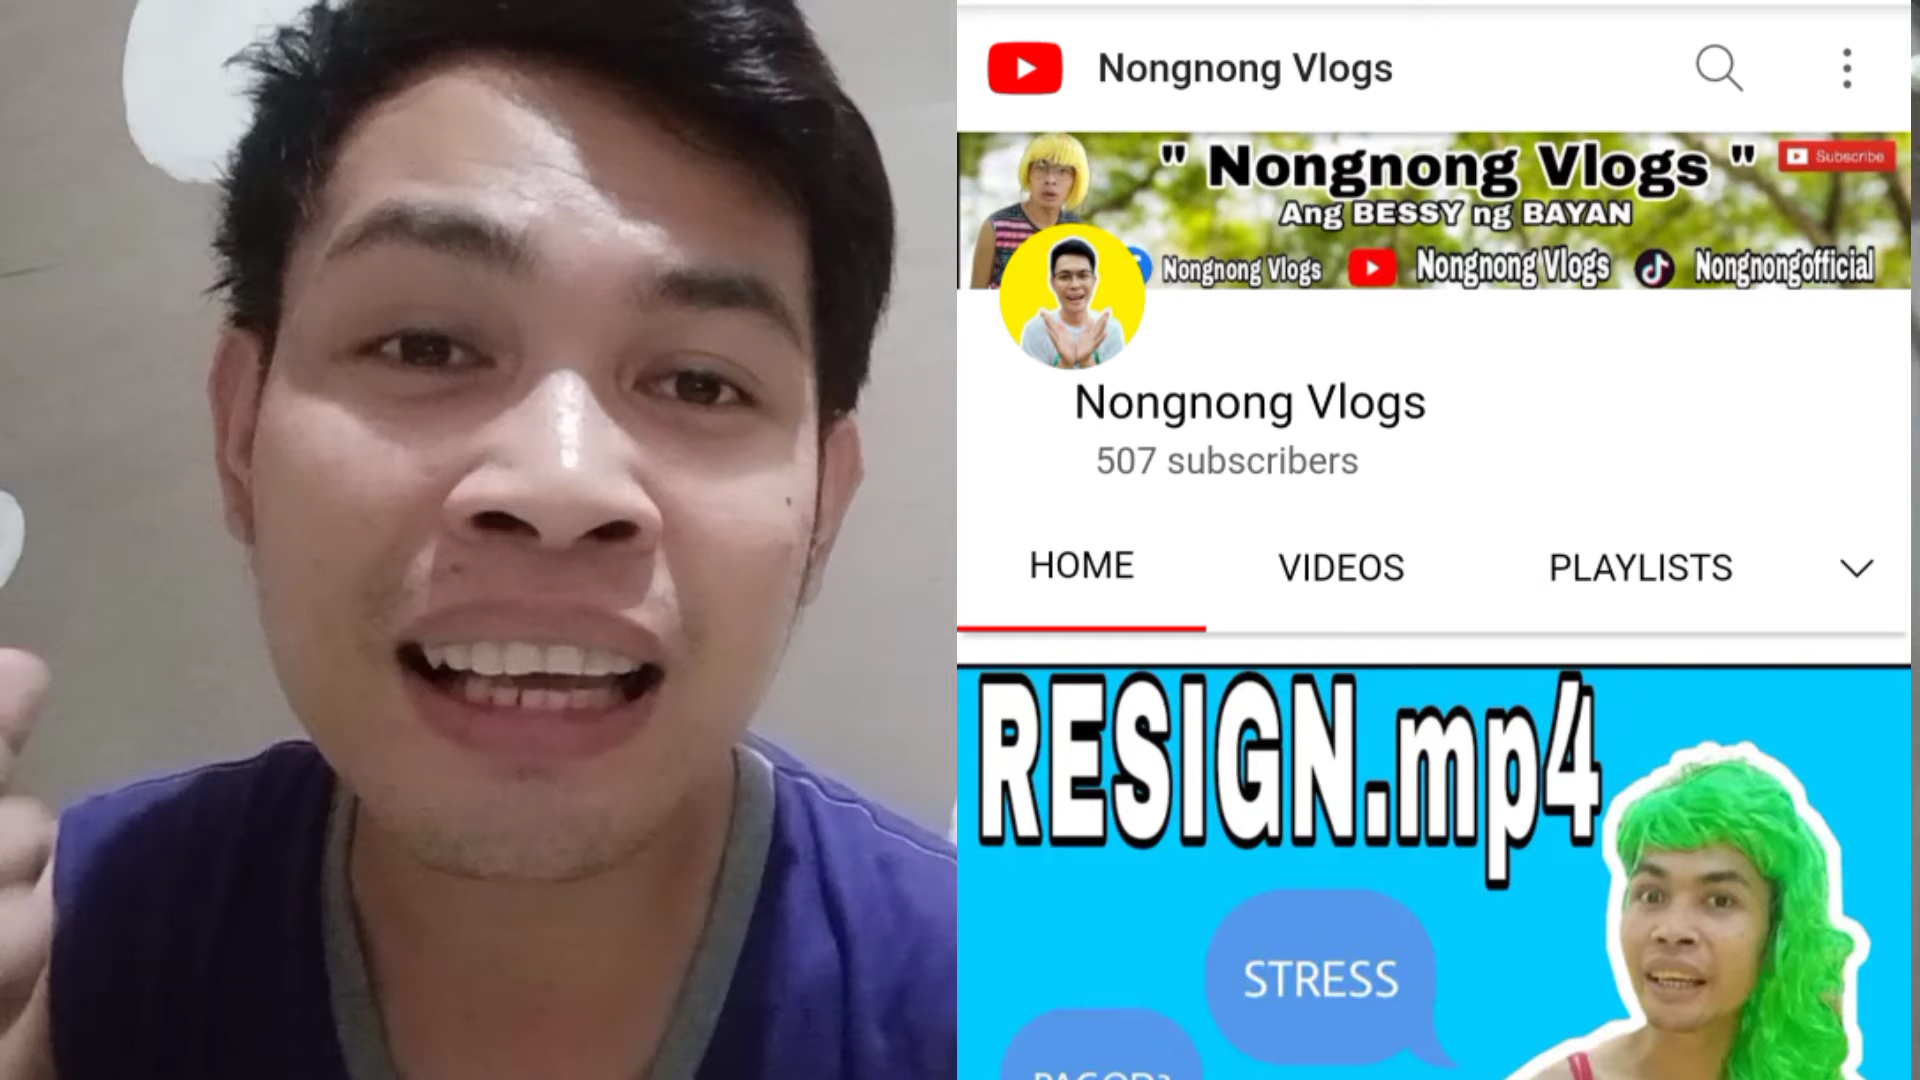 Nongnong Vlogs
" Nongnong Vlogs "
Subscribe
Ang BESSY ng BAYAN
Nongnong Vlogs
Nongnong Vlogs
Nongnongofficial
Nongnong Vlogs
507 subscribers
HOME
VIDEOS
PLAYLISTS
RESIGN.mp4
STRESS